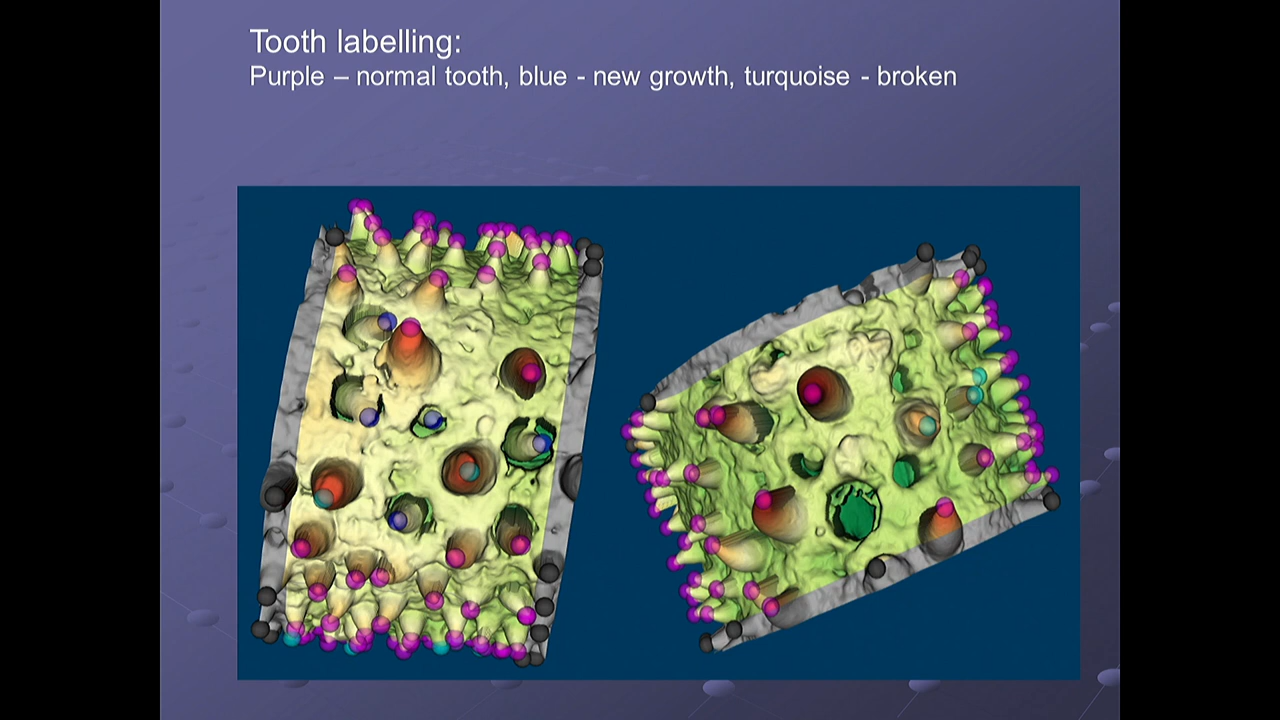 Tooth labelling:
Purple – normal tooth, blue - new growth, turquoise - broken